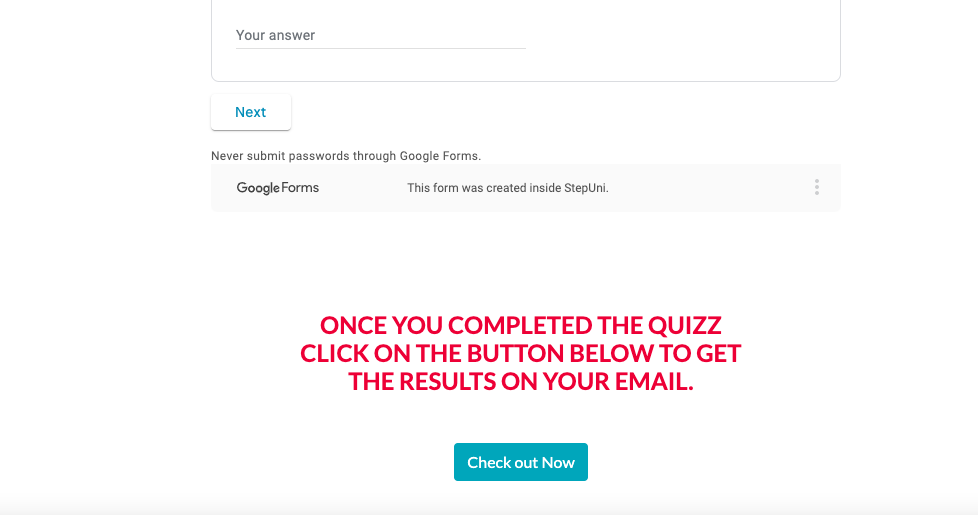 Your answer
Next
Never submit passwords through Google Forms.
Google Forms This form was created inside StepUni.
ONCE YOU COMPLETED THE QUIZZ
CLICK ON THE BUTTON BELOW TO GET
THE RESULTS ON YOUR EMAIL.
Check out Now